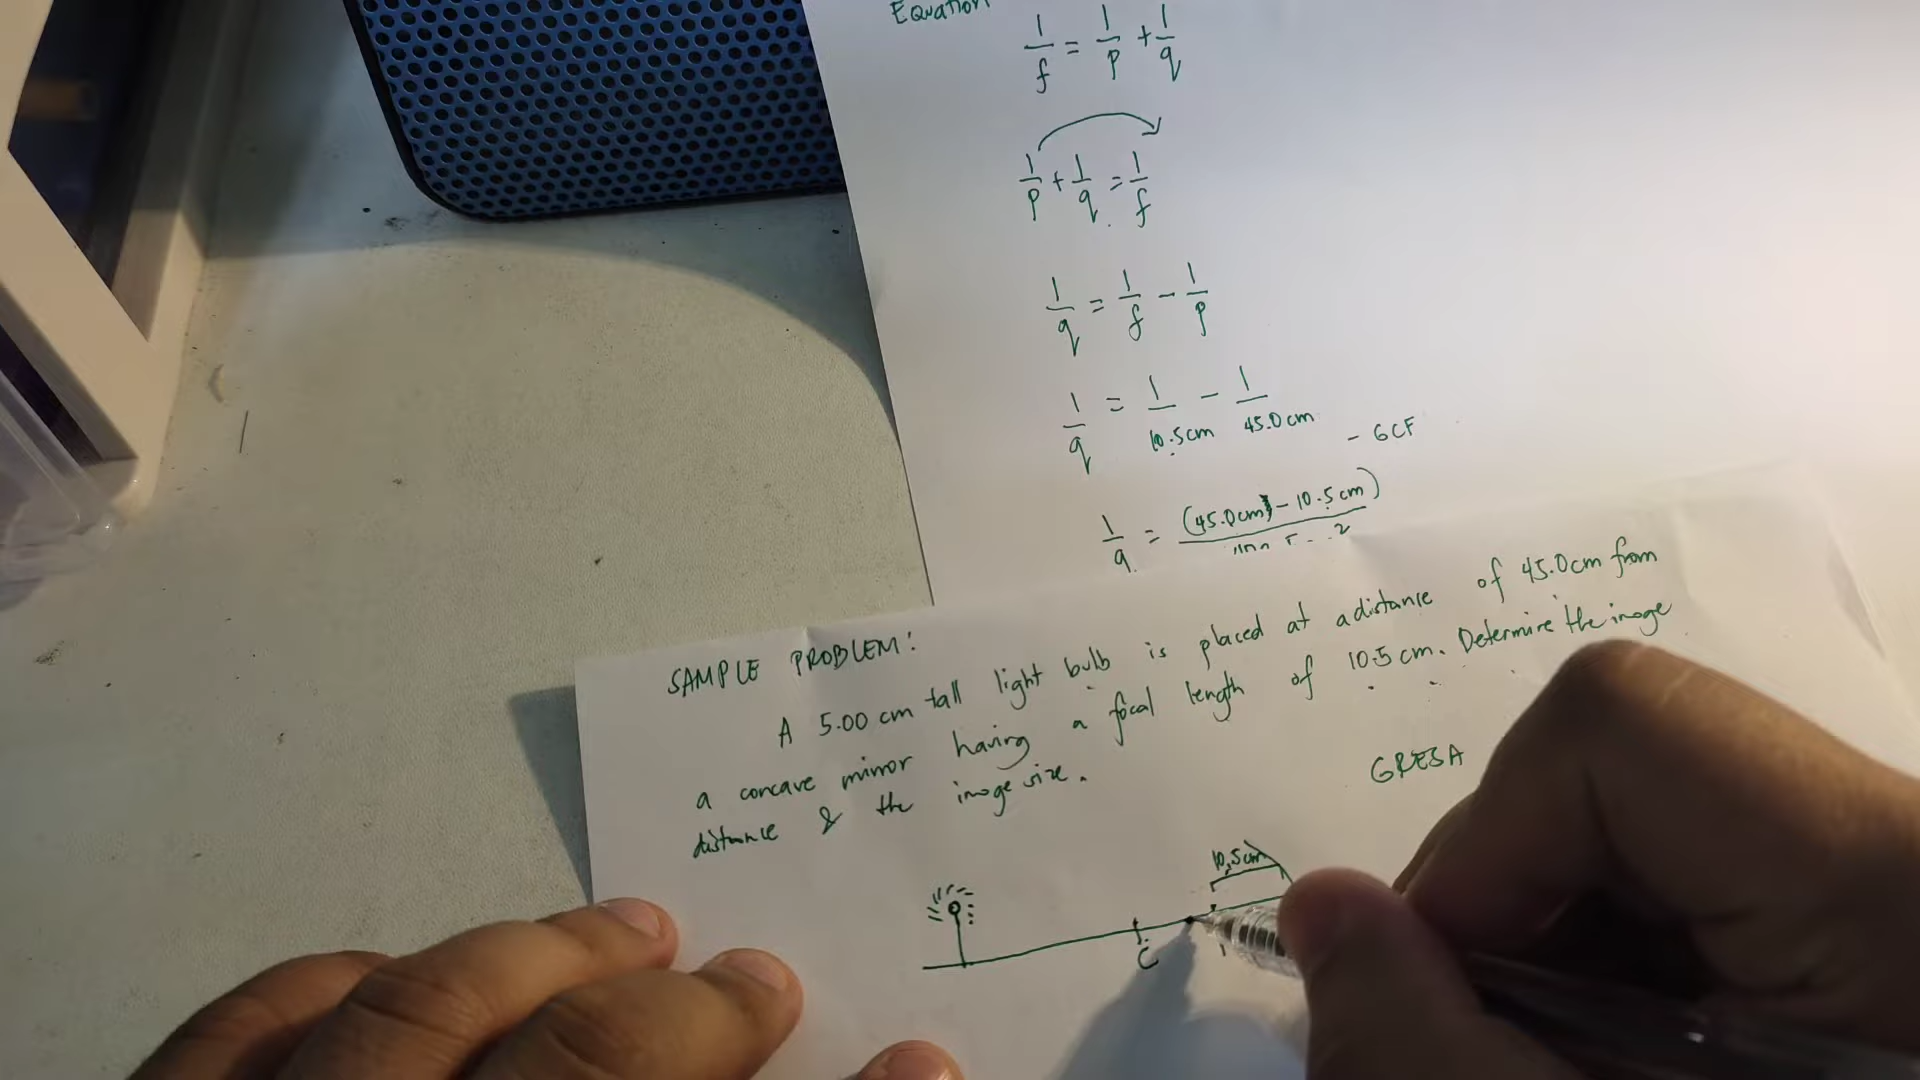 Equation
1/f = 1/p + 1/q
1/p + 1/q = 1/f
1/q = 1/f - 1/p
1/q = 1/10.5cm - 1/45.0cm
- GCF
1/q = (45.0cm) - 10.5cm)
SAMPLE PROBLEM:
A 5.00 cm tall light bulb is placed at a distance of 45.0cm from
a concave mirror having a focal length of 10.5 cm. Determine the image
distance & the image size.
GRESA
10.5cm
C